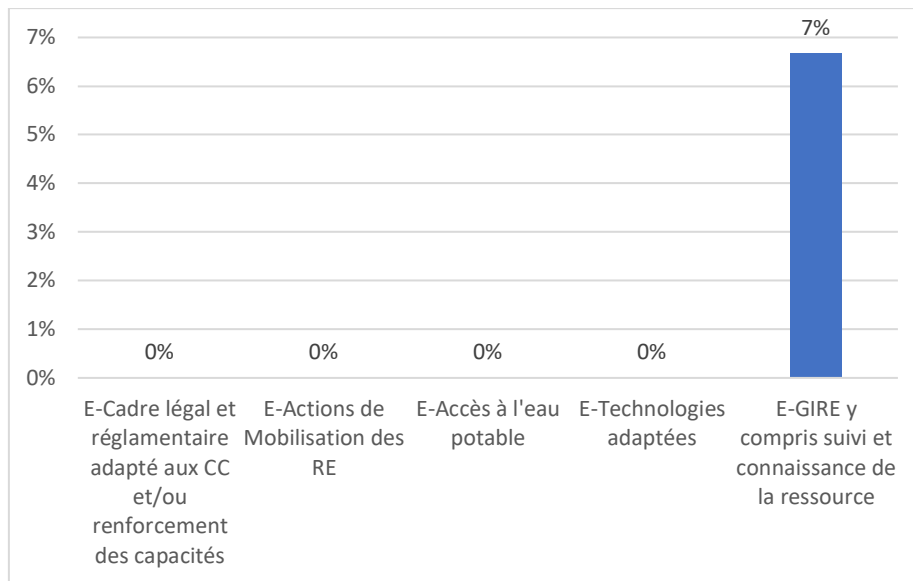 7%
7%
6%
5%
4%
3%
2%
1%
0%
0%
0%
0%
0%
E-Cadre légal et
réglamentaire
adapté aux CC
et/ou
renforcement
des capacités
E-Actions de
Mobilisation des
RE
E-Accès à l'eau
potable
E-Technologies
adaptées
E-GIRE y
compris suivi et
connaissance de
la ressource